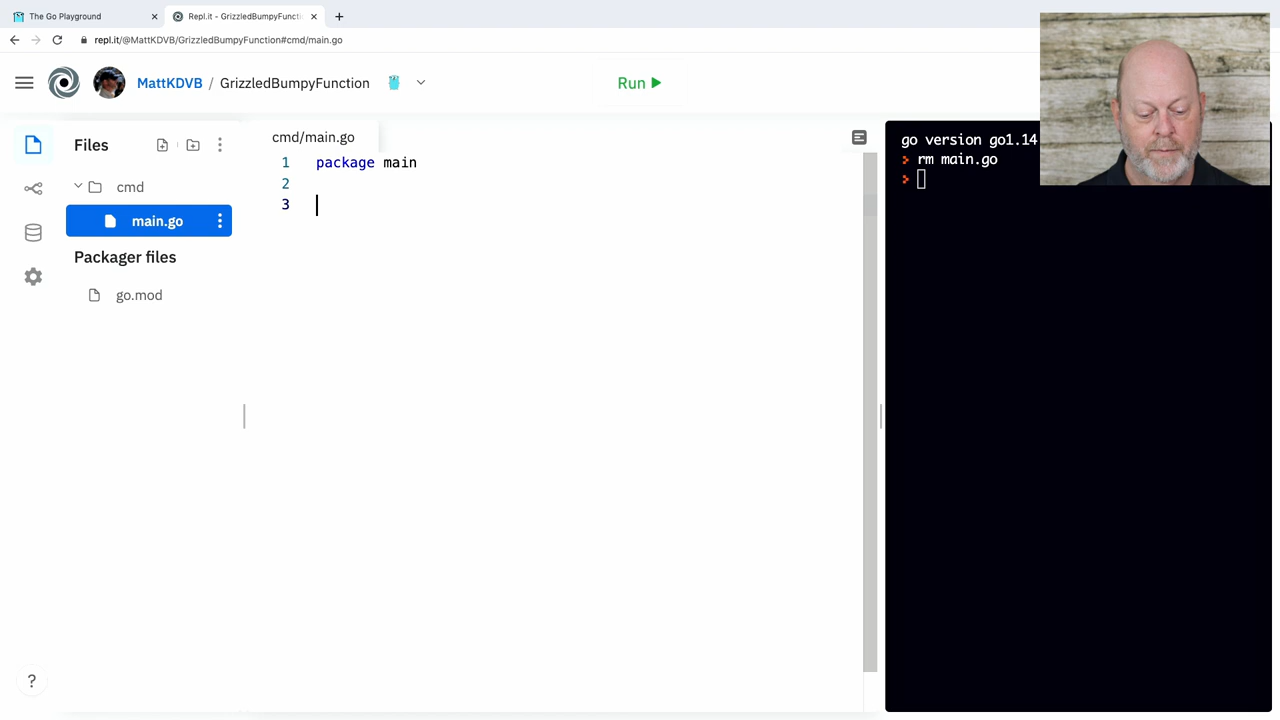 The Go Playground
Repl.it - GrizzledBumpyFuncti
repl.it/@MattKDVB/GrizzledBumpyFunction#cmd/main.go
MattKDVB / GrizzledBumpyFunction
Run
Files
cmd
main.go
Packager files
go.mod
cmd/main.go
1 package main
2
3
go version go1.14
> rm main.go
>
?